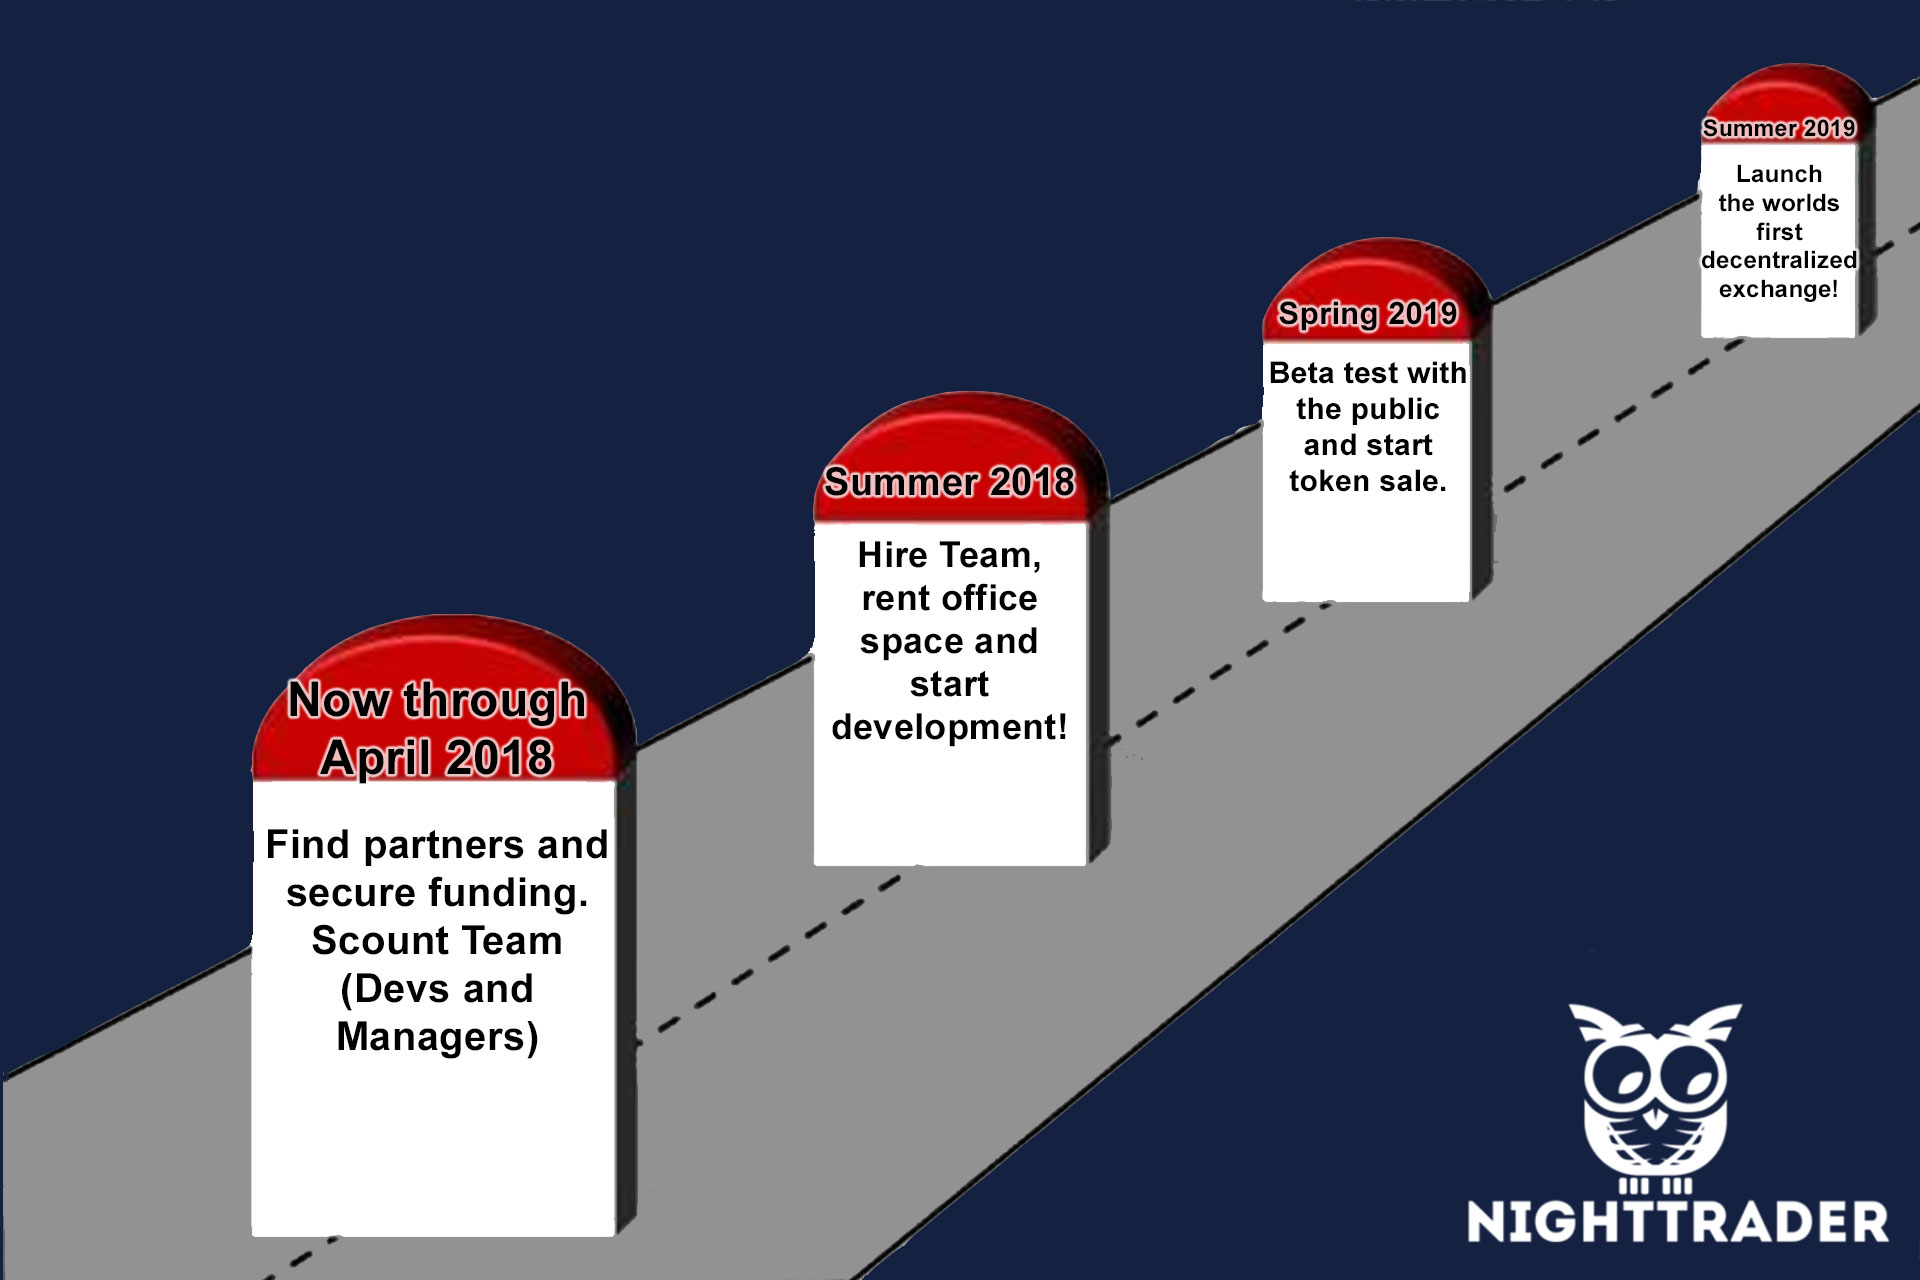 Now through
April 2018
Find partners and
secure funding.
Scount Team
(Devs and
Managers)
Summer 2018
Hire Team,
rent office
space and
start
development!
Spring 2019
Beta test with
the public
and start
token sale.
Summer 2019
Launch
the worlds
first
decentralized
exchange!
NIGHTTRADER